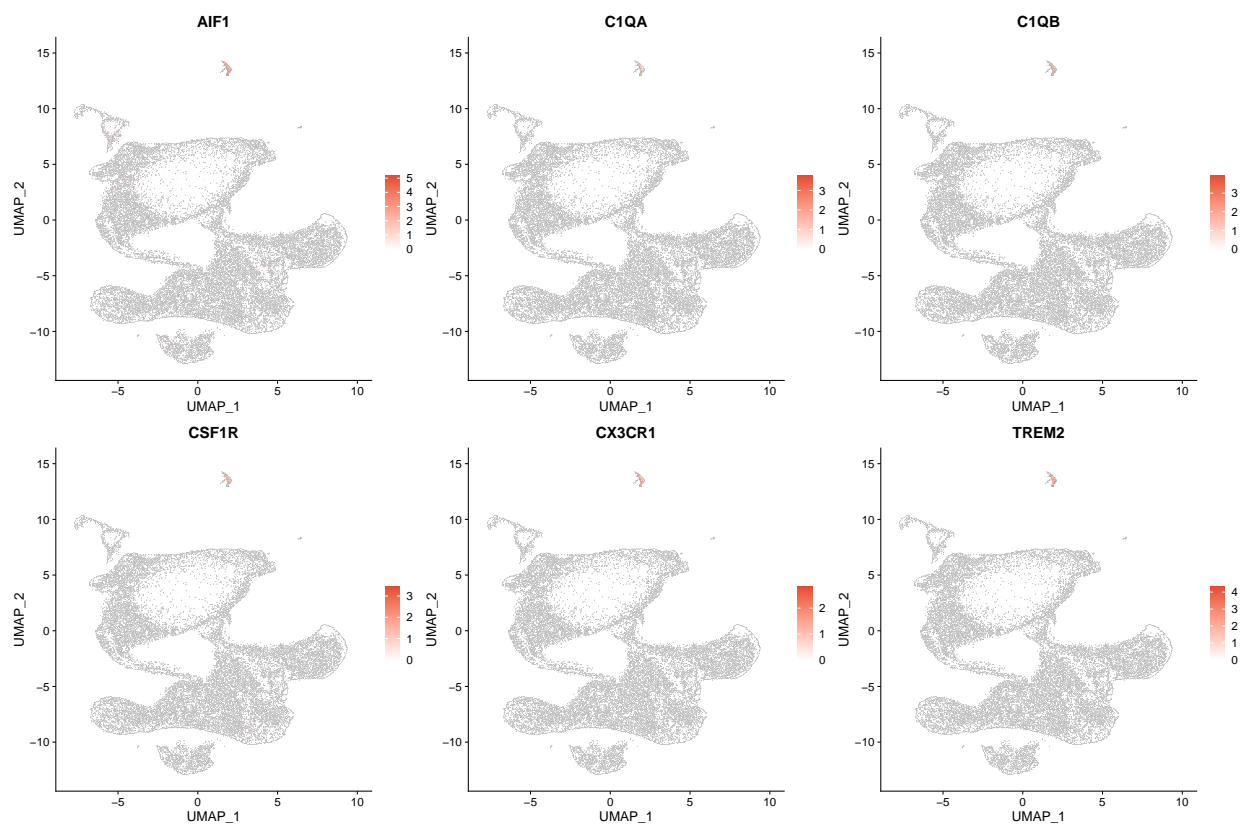 AIF1 C1QA C1QB
15 15 15
10 10 10
5 5 5
0 0 0
−5 −5 −5
−10 −10 −10
UMAP_2 UMAP_2 UMAP_2
5 4 3 2 1 0
3 2 1 0
3 2 1 0
−5 0 5 10 −5 0 5 10 −5 0 5 10
UMAP_1 UMAP_1 UMAP_1
CSF1R CX3CR1 TREM2
15 15 15
10 10 10
5 5 5
0 0 0
−5 −5 −5
−10 −10 −10
UMAP_2 UMAP_2 UMAP_2
3 2 1 0
2 1 0
4 3 2 1 0
−5 0 5 10 −5 0 5 10 −5 0 5 10
UMAP_1 UMAP_1 UMAP_1